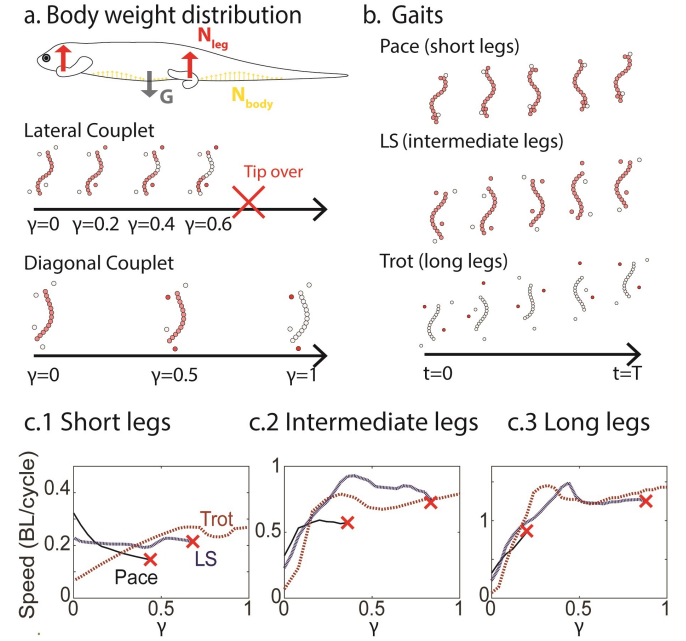 a. Body weight distribution
N_leg
G
N_body
Lateral Couplet
Tip over
γ=0 γ=0.2 γ=0.4 γ=0.6
Diagonal Couplet
γ=0 γ=0.5 γ=1
b. Gaits
Pace (short legs)
LS (intermediate legs)
Trot (long legs)
t=0 t=T
c.1 Short legs
c.2 Intermediate legs
c.3 Long legs
Speed (BL/cycle)
0.4
0.2
0
Trot
LS
Pace
0 0.5 1
γ
1
0.5
0
0 0.5 1
γ
1
0
0 0.5 1
γ